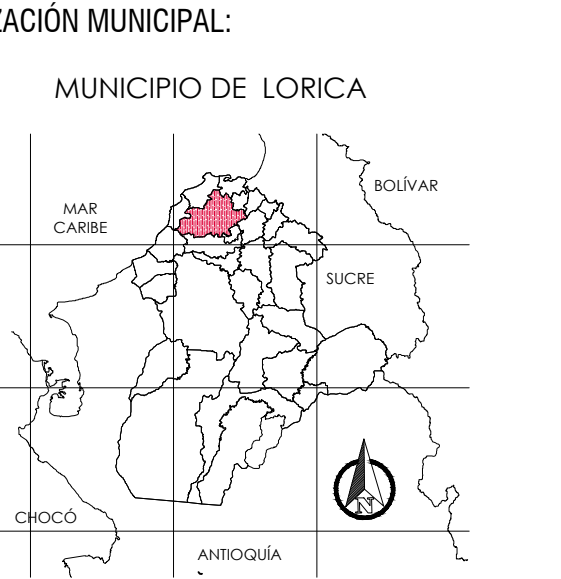 ZACIÓN MUNICIPAL:
MUNICIPIO DE LORICA
BOLÍVAR
MAR
CARIBE
SUCRE
N
CHOCÓ
ANTIOQUÍA